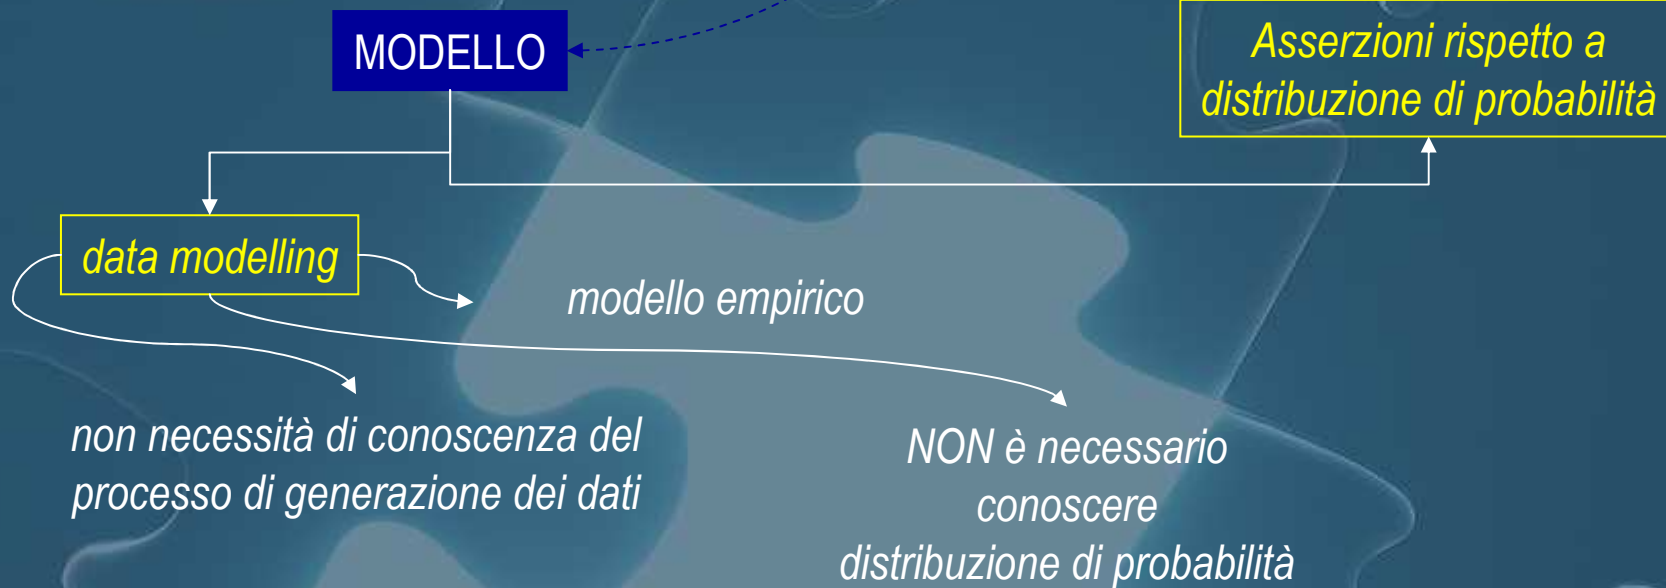 MODELLO
Asserzioni rispetto a
distribuzione di probabilità
data modelling
modello empirico
non necessità di conoscenza del
processo di generazione dei dati
NON è necessario
conoscere
distribuzione di probabilità